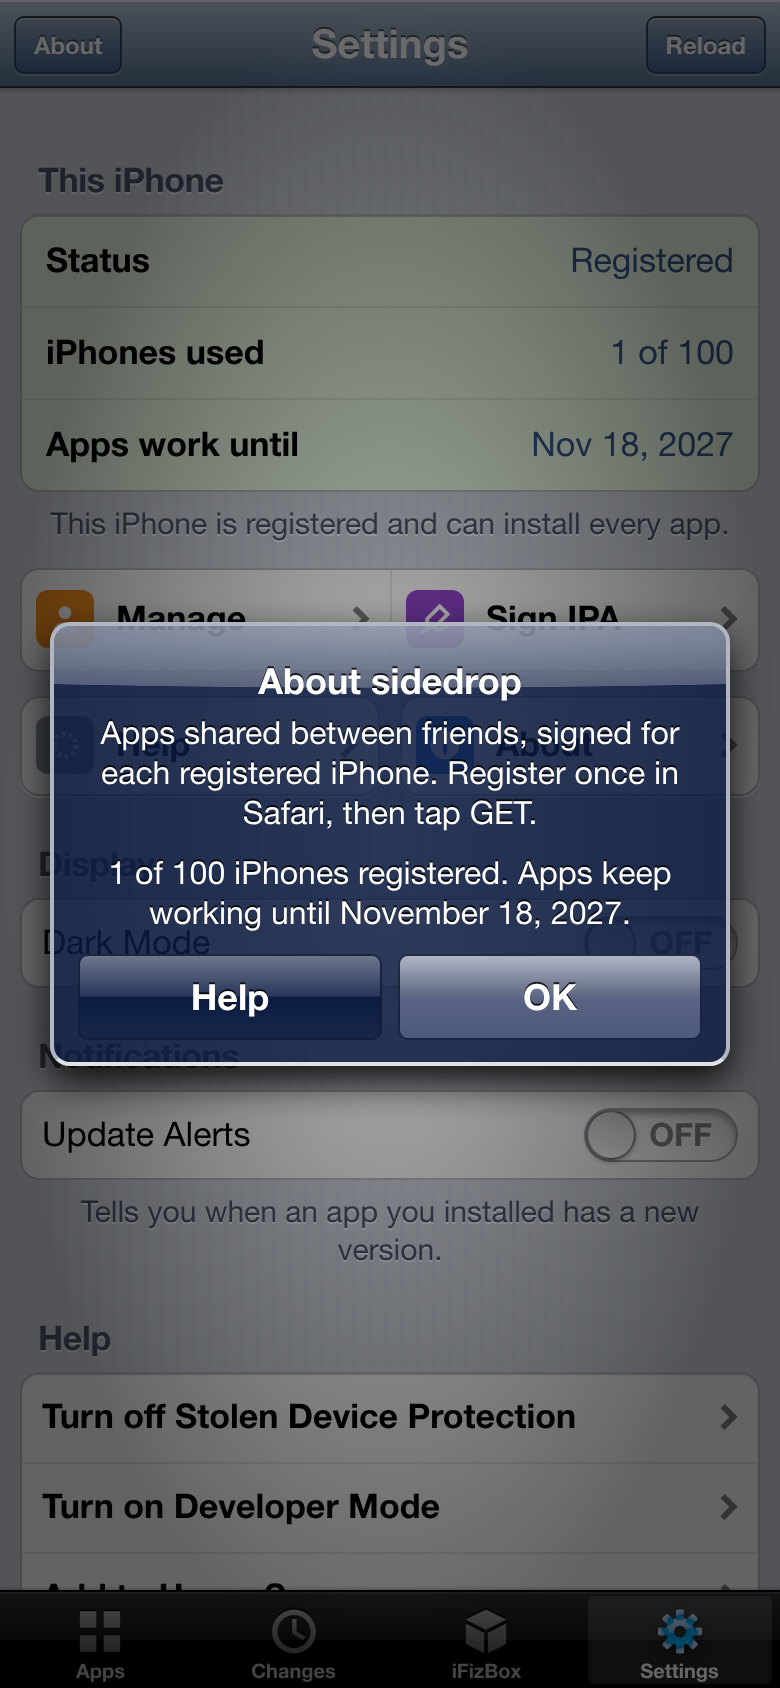 About
Settings
Reload
This iPhone
Status
Registered
iPhones used
1 of 100
Apps work until
Nov 18, 2027
This iPhone is registered and can install every app.
Manage
Sign IPA
Help
About
About sidedrop
Apps shared between friends, signed for
each registered iPhone. Register once in
Safari, then tap GET.
1 of 100 iPhones registered. Apps keep
working until November 18, 2027.
Display
Dark Mode
OFF
Help
OK
Notifications
Update Alerts
OFF
Tells you when an app you installed has a new
version.
Help
Turn off Stolen Device Protection
Turn on Developer Mode
Apps
Changes
iFizBox
Settings